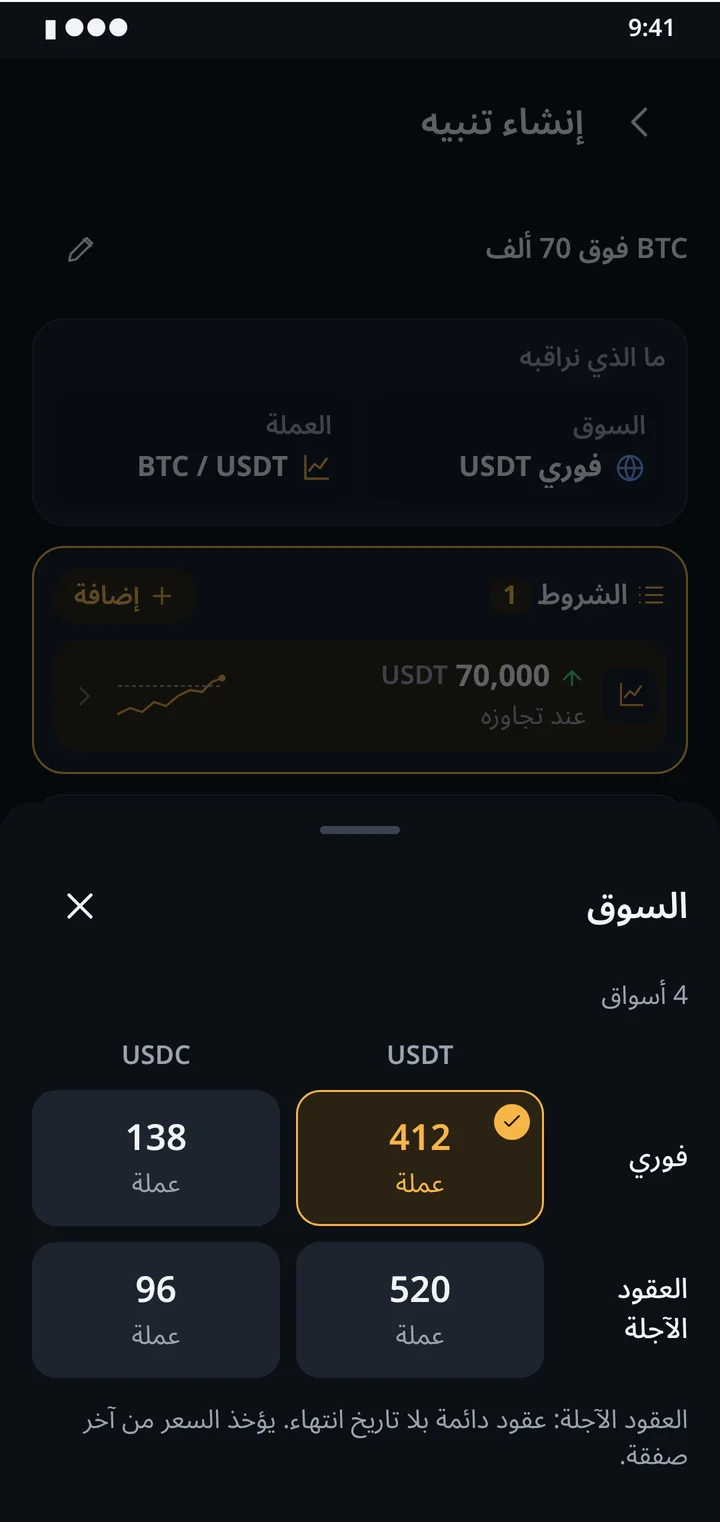 9:41
إنشاء تنبيه
BTC فوق 70 ألف
ما الذي نراقبه
السوق
فوري USDT
العملة
BTC / USDT
الشروط 1
إضافة
70,000 USDT
عند تجاوزه
السوق
4 أسواق
USDT
USDC
فوري
412
عملة
138
عملة
العقود
الآجلة
520
عملة
96
عملة
العقود الآجلة: عقود دائمة بلا تاريخ انتهاء. يؤخذ السعر من آخر
صفقة.